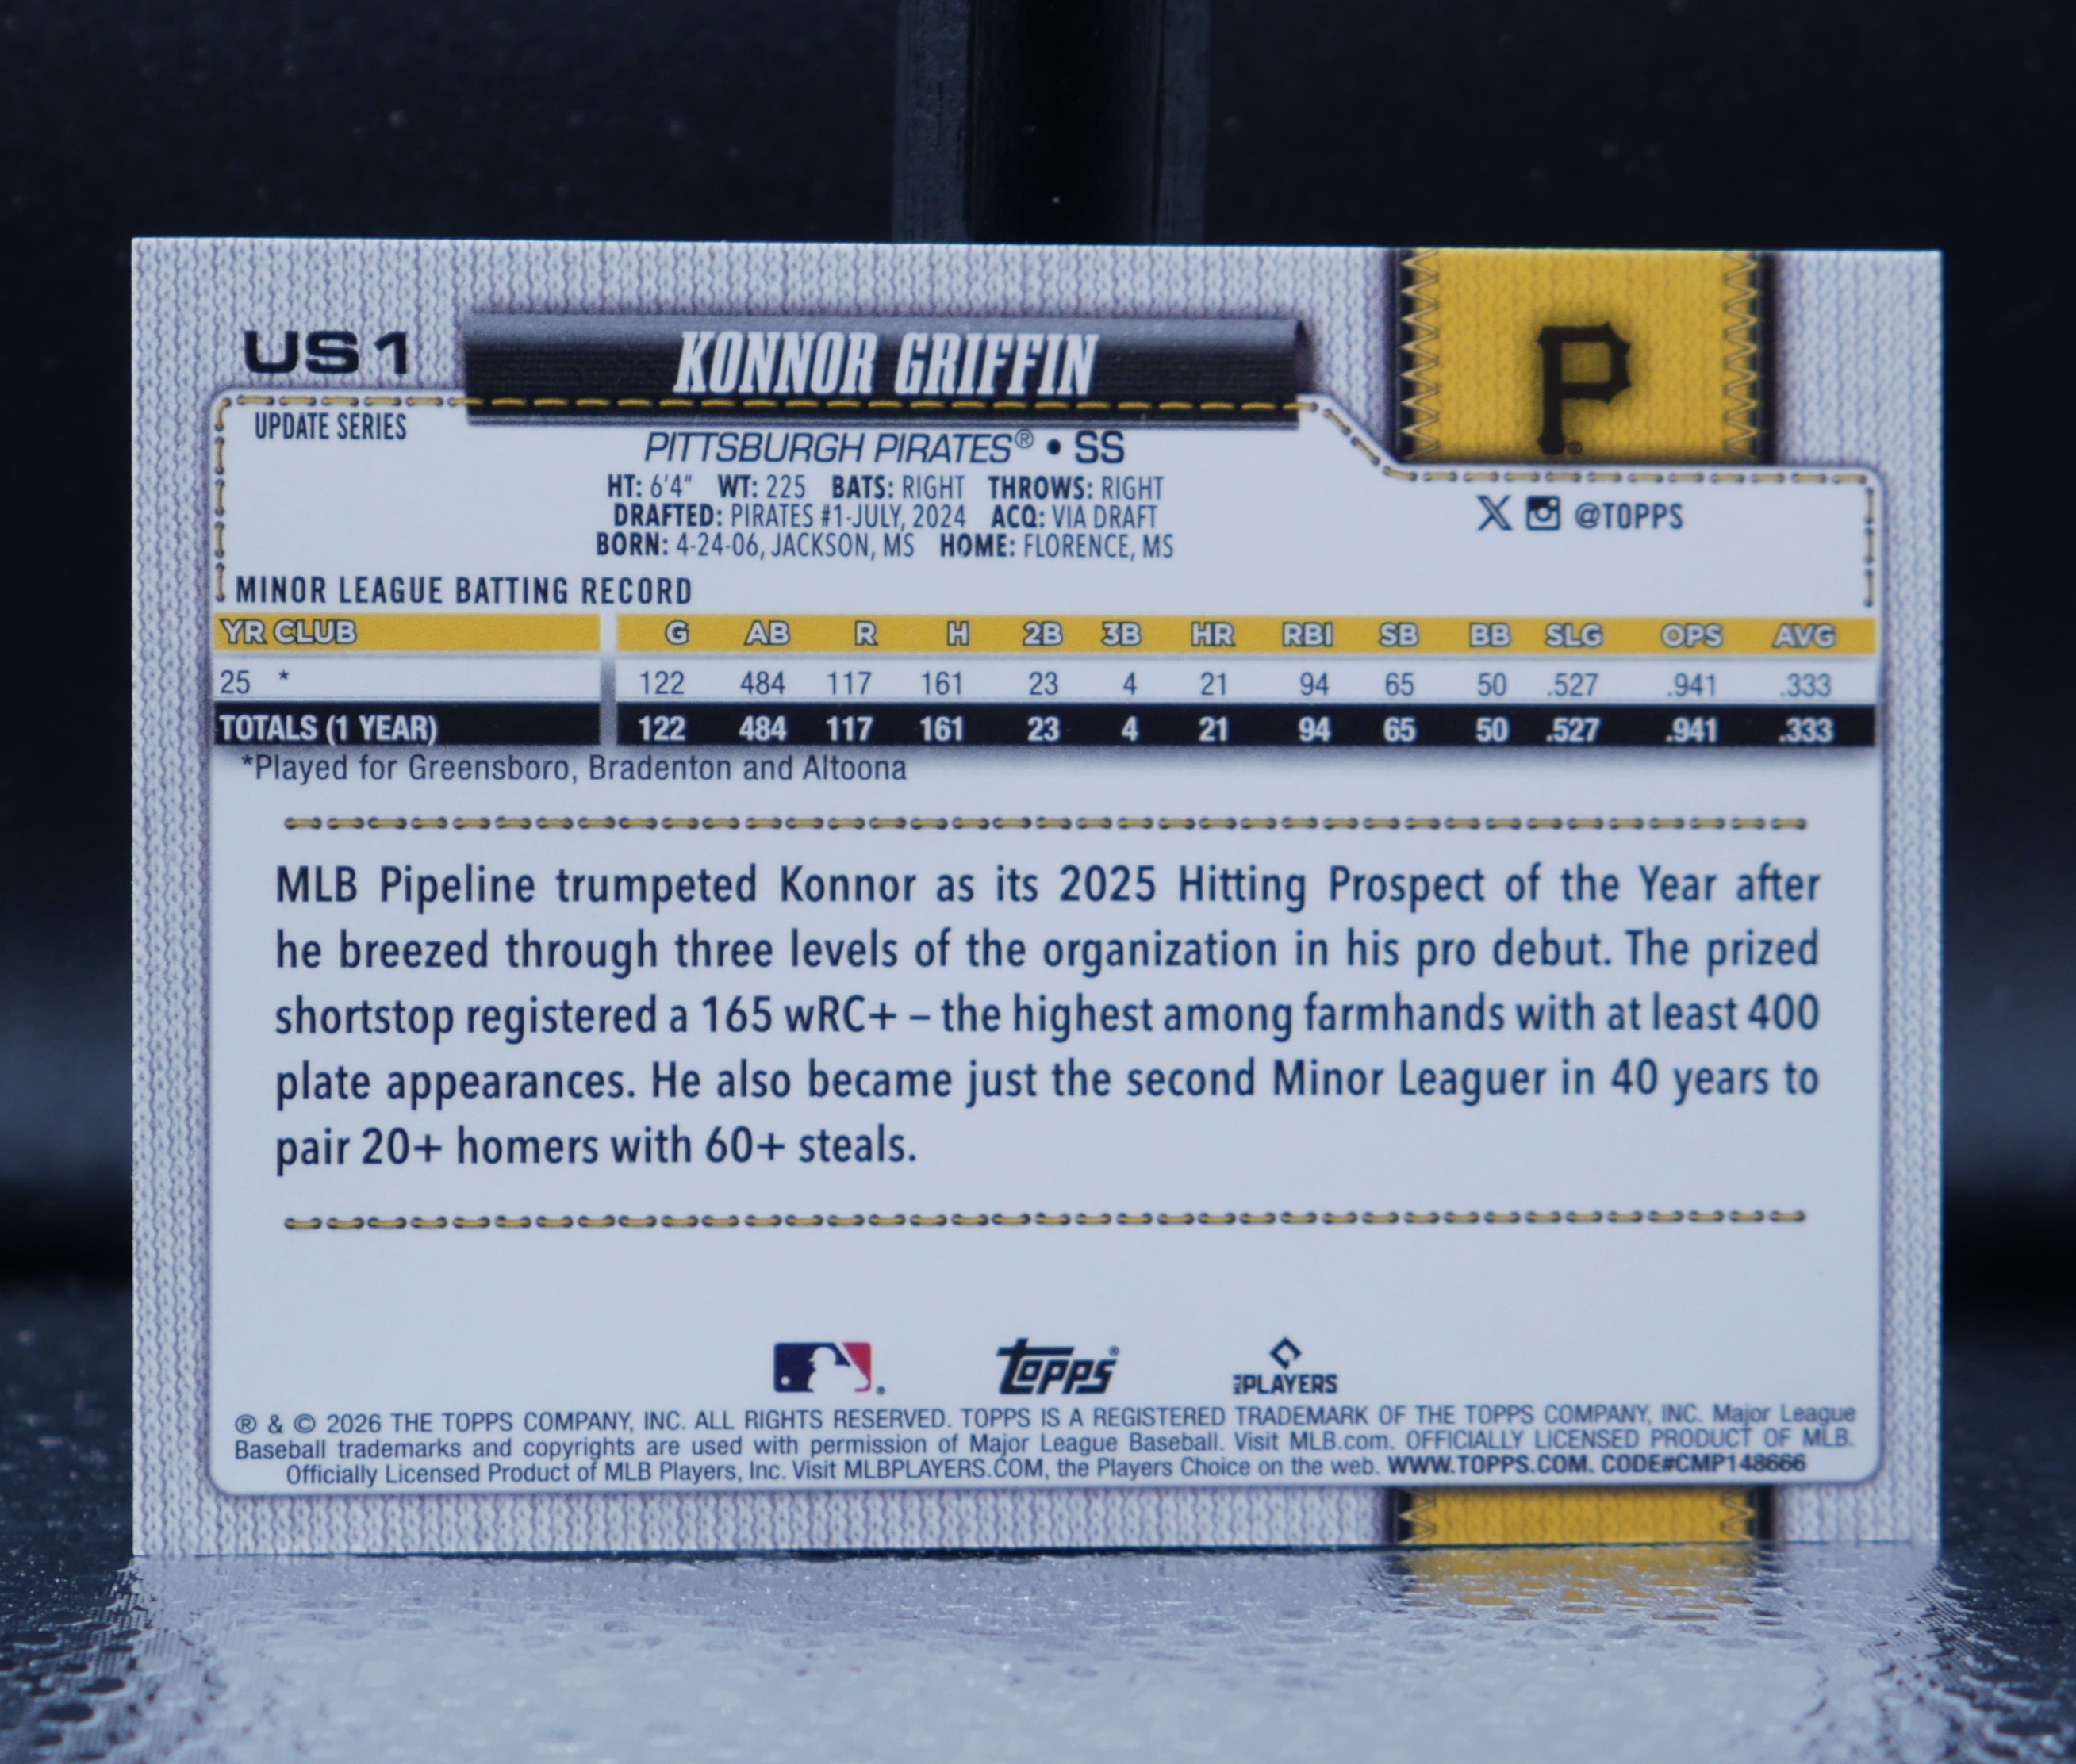 US1
KONNOR GRIFFIN
P
UPDATE SERIES
PITTSBURGH PIRATES® • SS
HT: 6'4" WT: 225 BATS: RIGHT THROWS: RIGHT
DRAFTED: PIRATES #1-JULY, 2024 ACQ: VIA DRAFT
BORN: 4-24-06, JACKSON, MS HOME: FLORENCE, MS
@TOPPS
MINOR LEAGUE BATTING RECORD
YR CLUB G AB R H 2B 3B HR RBI SB BB SLG OPS AVG
25 * 122 484 117 161 23 4 21 94 65 50 .527 .941 .333
TOTALS (1 YEAR) 122 484 117 161 23 4 21 94 65 50 .527 .941 .333
*Played for Greensboro, Bradenton and Altoona
MLB Pipeline trumpeted Konnor as its 2025 Hitting Prospect of the Year after
he breezed through three levels of the organization in his pro debut. The prized
shortstop registered a 165 wRC+ – the highest among farmhands with at least 400
plate appearances. He also became just the second Minor Leaguer in 40 years to
pair 20+ homers with 60+ steals.
® topps®
PLAYERS
® & © 2026 THE TOPPS COMPANY, INC. ALL RIGHTS RESERVED. TOPPS IS A REGISTERED TRADEMARK OF THE TOPPS COMPANY, INC. Major League
Baseball trademarks and copyrights are used with permission of Major League Baseball. Visit MLB.com. OFFICIALLY LICENSED PRODUCT OF MLB.
Officially Licensed Product of MLB Players, Inc. Visit MLBPLAYERS.COM, the Players Choice on the web. WWW.TOPPS.COM. CODE#CMP148666